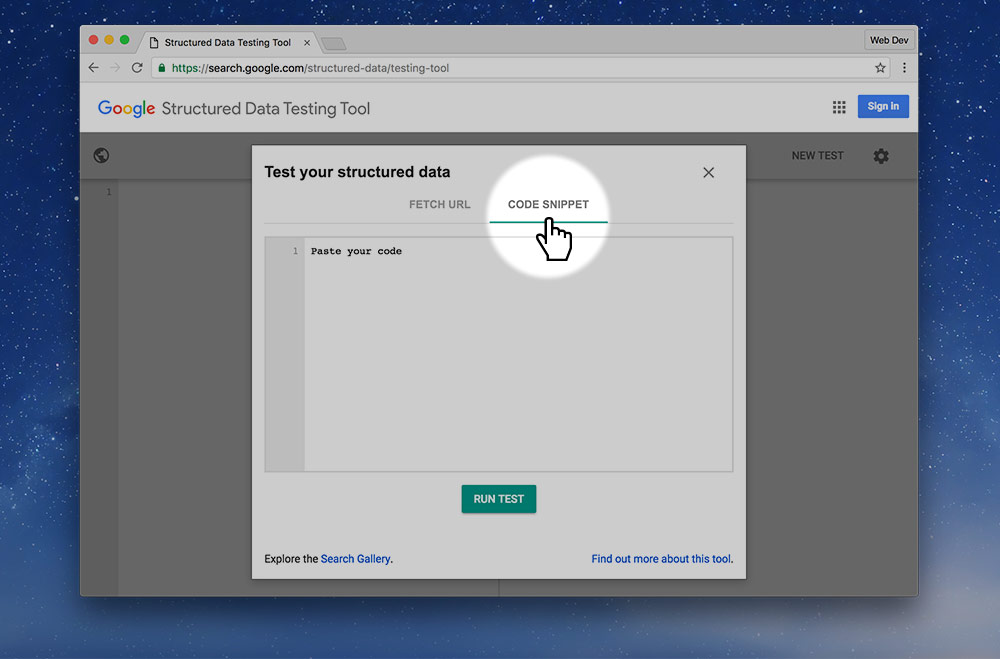 Structured Data Testing Tool
Web Dev
https://search.google.com/structured-data/testing-tool
Google Structured Data Testing Tool
Sign in
NEW TEST
1
Test your structured data
FETCH URL
CODE SNIPPET
1 Paste your code
RUN TEST
Explore the Search Gallery.
Find out more about this tool.